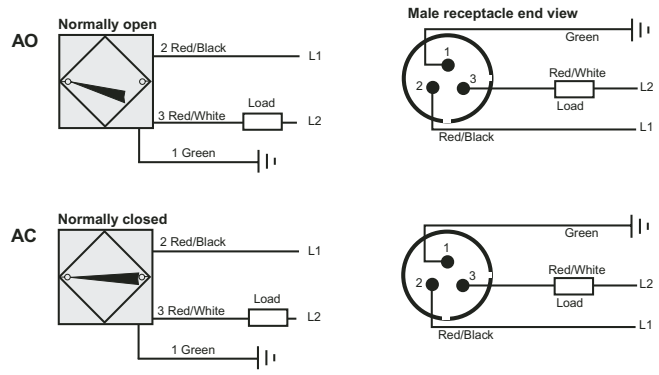 Normally open
AO
2 Red/Black
L1
3 Red/White
Load
L2
1 Green
Male receptacle end view
Green
1
2
3
Red/White
L2
Load
L1
Red/Black
Normally closed
AC
2 Red/Black
L1
3 Red/White
Load
L2
1 Green
Green
1
2
3
Red/White
L2
Load
L1
Red/Black